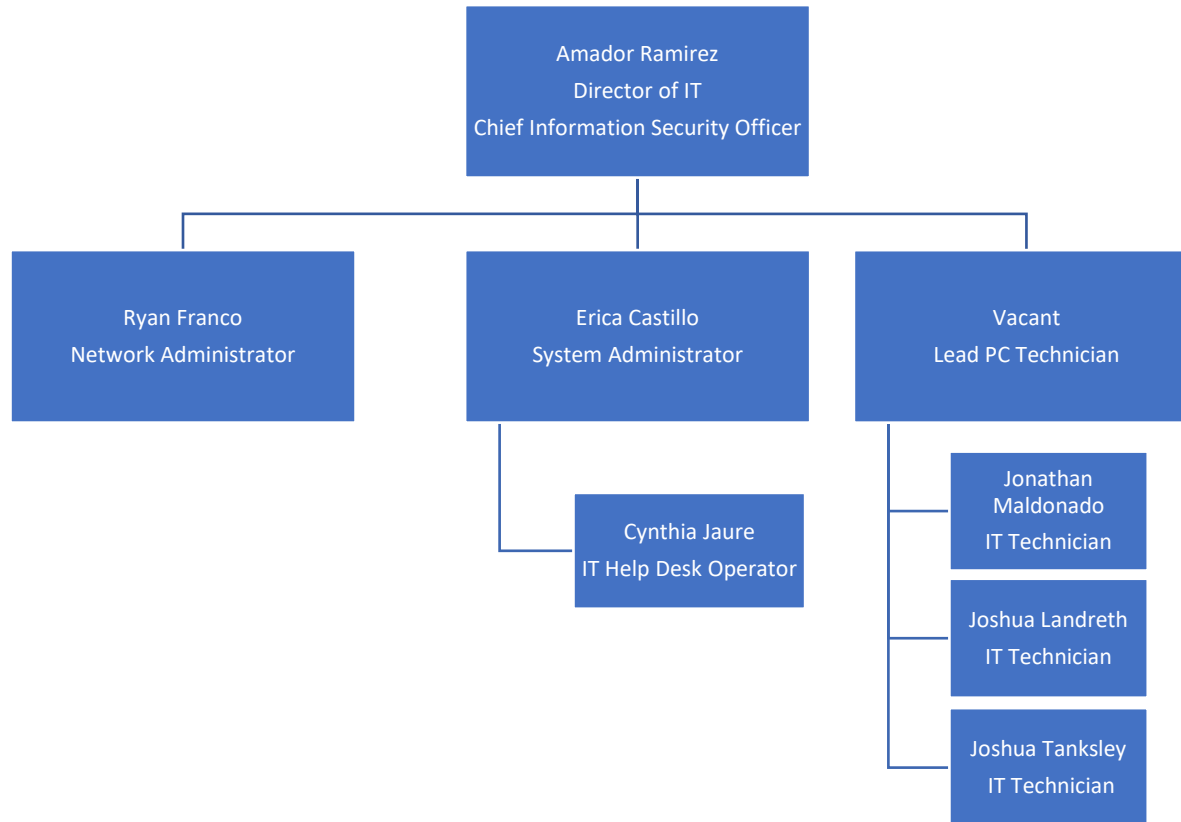 Amador Ramirez
Director of IT
Chief Information Security Officer
Ryan Franco
Network Administrator
Erica Castillo
System Administrator
Vacant
Lead PC Technician
Cynthia Jaure
IT Help Desk Operator
Jonathan
Maldonado
IT Technician
Joshua Landreth
IT Technician
Joshua Tanksley
IT Technician